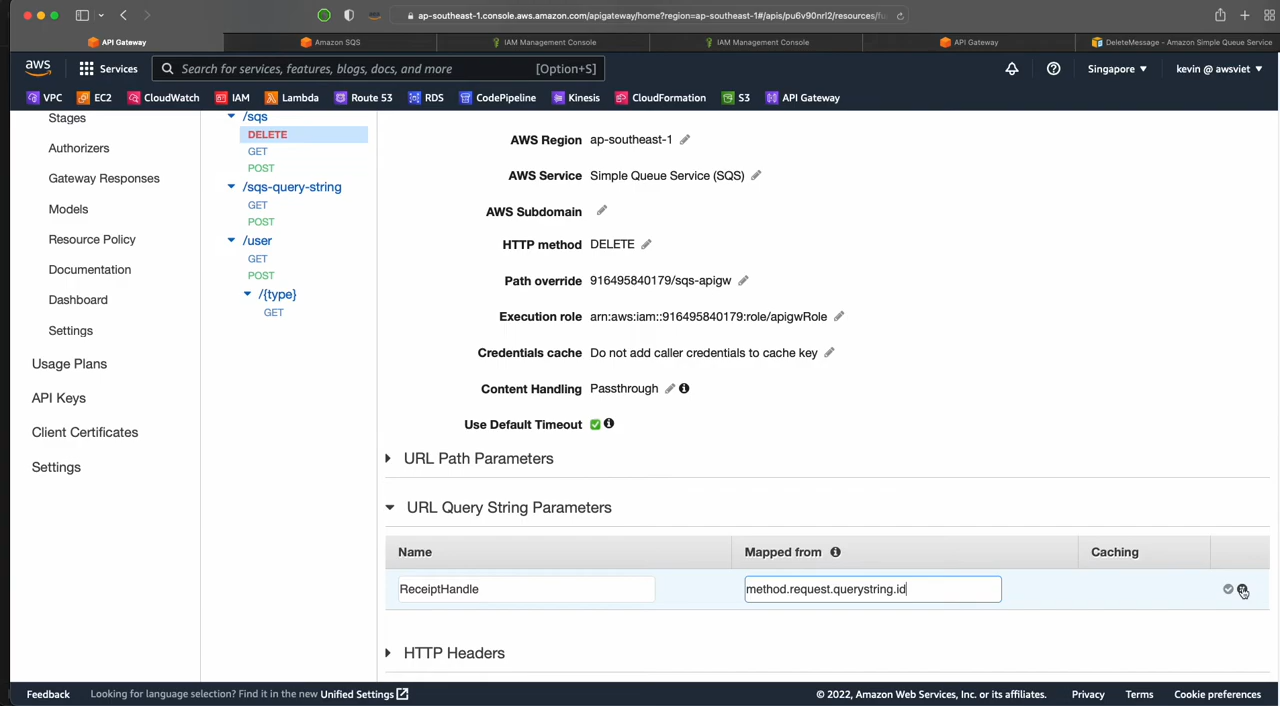 ap-southeast-1.console.aws.amazon.com/apigateway/home?region=ap-southeast-1#/apis/pu6v90nrl2/resources/fu
API Gateway
Amazon SQS
IAM Management Console
IAM Management Console
API Gateway
DeleteMessage - Amazon Simple Queue Service
aws
Services
Search for services, features, blogs, docs, and more
[Option+S]
Singapore
kevin @ awsviet
VPC
EC2
CloudWatch
IAM
Lambda
Route 53
RDS
CodePipeline
Kinesis
CloudFormation
S3
API Gateway
Stages
Authorizers
Gateway Responses
Models
Resource Policy
Documentation
Dashboard
Settings
Usage Plans
API Keys
Client Certificates
Settings
/sqs
DELETE
GET
POST
/sqs-query-string
GET
POST
/user
GET
POST
/{type}
GET
AWS Region ap-southeast-1
AWS Service Simple Queue Service (SQS)
AWS Subdomain
HTTP method DELETE
Path override 916495840179/sqs-apigw
Execution role arn:aws:iam::916495840179:role/apigwRole
Credentials cache Do not add caller credentials to cache key
Content Handling Passthrough
Use Default Timeout
URL Path Parameters
URL Query String Parameters
Name Mapped from Caching
ReceiptHandle method.request.querystring.id
HTTP Headers
Feedback Looking for language selection? Find it in the new Unified Settings © 2022, Amazon Web Services, Inc. or its affiliates. Privacy Terms Cookie preferences